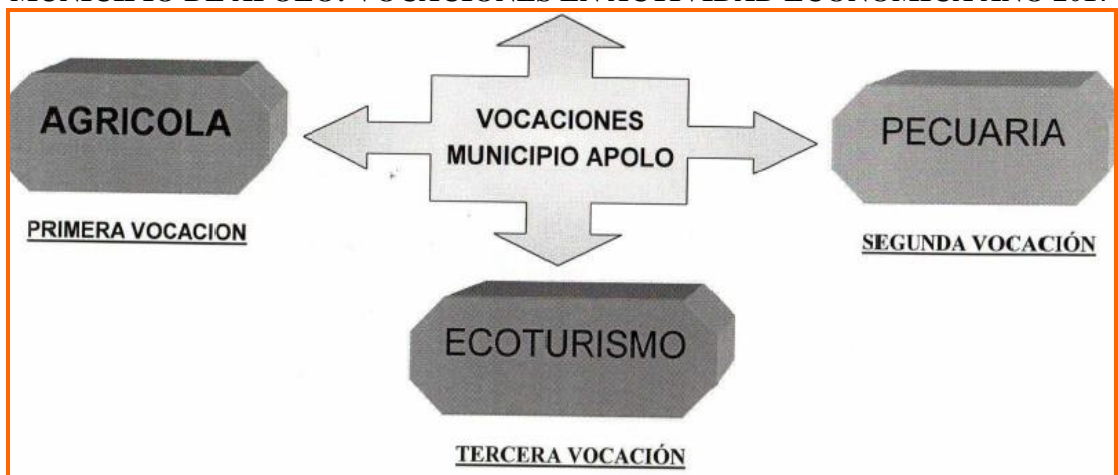 VOCACIONES
MUNICIPIO APOLO
AGRICOLA
PRIMERA VOCACION
PECUARIA
SEGUNDA VOCACIÓN
ECOTURISMO
TERCERA VOCACIÓN